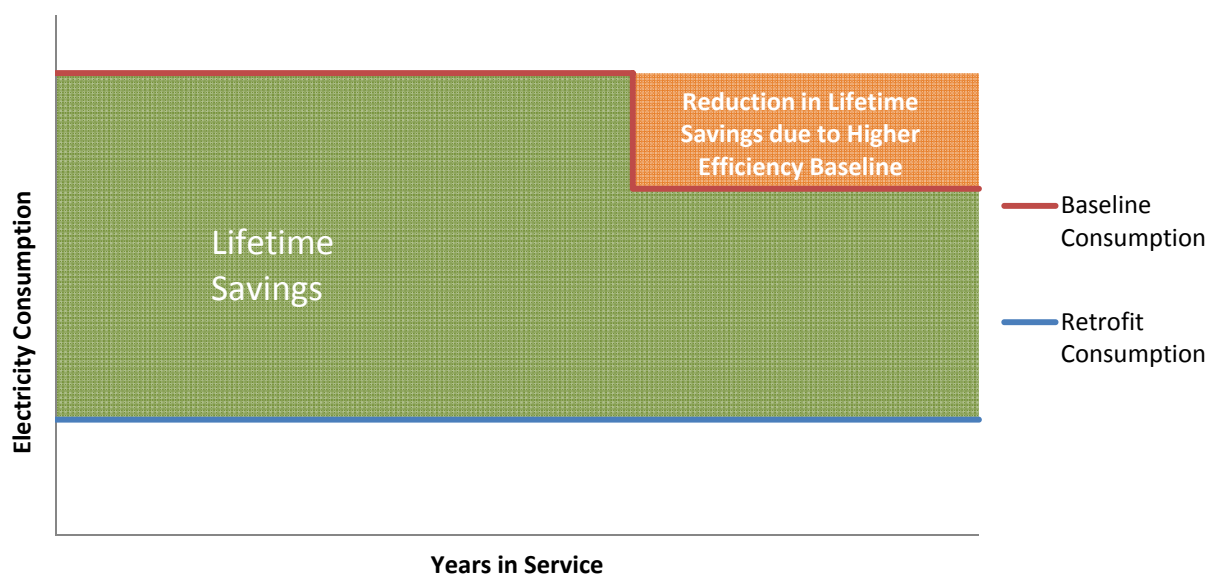 Reduction in Lifetime
Savings due to Higher
Efficiency Baseline
Lifetime
Savings
Electricity Consumption
Years in Service
Baseline
Consumption
Retrofit
Consumption